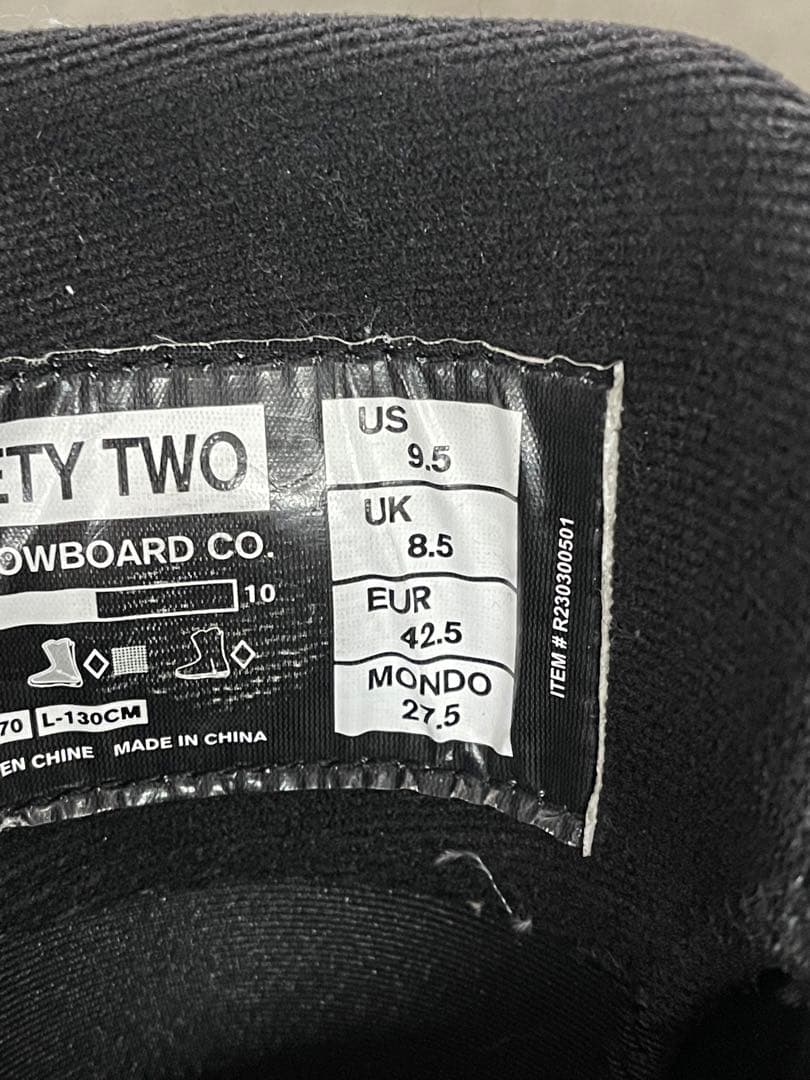 ETY TWO
OWBOARD CO.
10
70 L-130CM
EN CHINE MADE IN CHINA
US
9.5
UK
8.5
EUR
42.5
MONDO
27.5
ITEM # R230300501